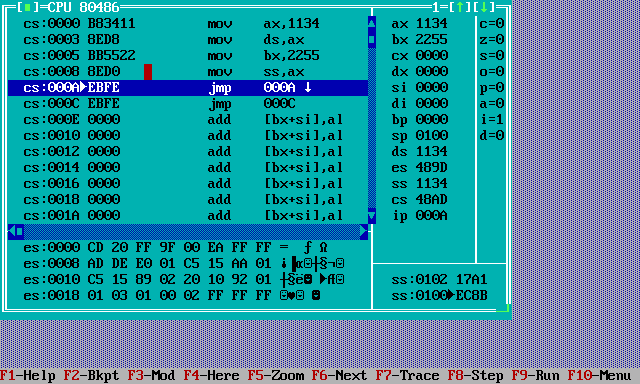 [■]=CPU 80486 1=[↑][↓]
cs:0000 B83411 mov ax,1134 ax 1134 c=0
cs:0003 8ED8 mov ds,ax bx 2255 z=0
cs:0005 BB5522 mov bx,2255 cx 0000 s=0
cs:0008 8ED0 mov ss,ax dx 0000 o=0
cs:000A▶EBFE jmp 000A ↓ si 0000 p=0
cs:000C EBFE jmp 000C di 0000 a=0
cs:000E 0000 add [bx+si],al bp 0000 i=1
cs:0010 0000 add [bx+si],al sp 0100 d=0
cs:0012 0000 add [bx+si],al ds 1134
cs:0014 0000 add [bx+si],al es 489D
cs:0016 0000 add [bx+si],al ss 1134
cs:0018 0000 add [bx+si],al cs 48AD
cs:001A 0000 add [bx+si],al ip 000A
es:0000 CD 20 FF 9F 00 EA FF FF = ƒ Ω
es:0008 AD DE E0 01 C5 15 AA 01 ¡▐α☺┼§¬☺
es:0010 C5 15 89 02 20 10 92 01 ┼§ë☻ ►Æ☺ ss:0102 17A1
es:0018 01 03 01 00 02 FF FF FF ☺♥☺ ☻ ss:0100▶EC8B
F1-Help F2-Bkpt F3-Mod F4-Here F5-Zoom F6-Next F7-Trace F8-Step F9-Run F10-Menu